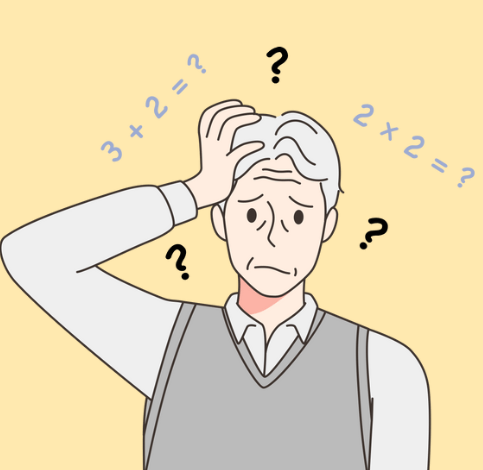 ?
3 + 2 = ?
2 × 2 = ?
?
?